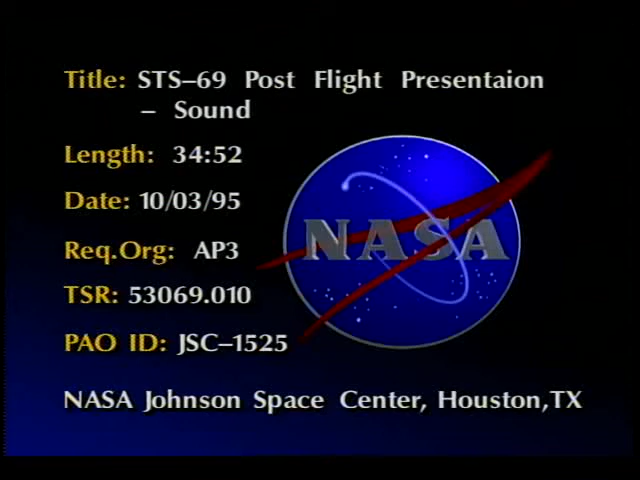 Title: STS–69 Post Flight Presentaion
– Sound
Length: 34:52
Date: 10/03/95
Req.Org: AP3
TSR: 53069.010
PAO ID: JSC–1525
NASA
NASA Johnson Space Center, Houston,TX